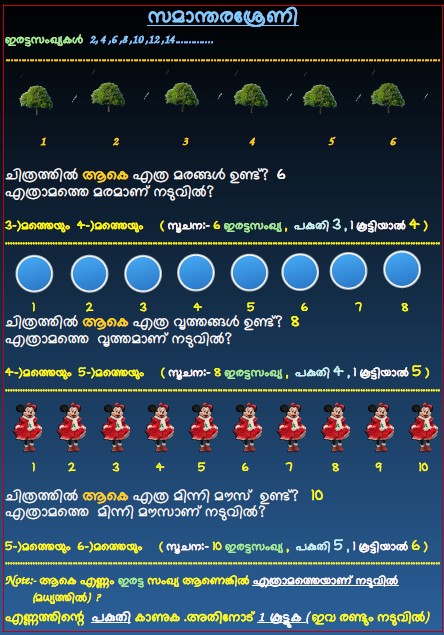 സമാന്തരശ്രേണി
ഇരട്ടസംഖ്യകൾ 2,4,6,8,10,12,14.............
1 2 3 4 5 6
ചിത്രത്തിൽ ആകെ എത്ര മരങ്ങൾ ഉണ്ട്? 6
എത്രാമത്തെ മരമാണ് നടുവിൽ?
3-)മത്തെയും 4-)മത്തെയും (സൂചന:- 6 ഇരട്ടസംഖ്യ, പകുതി 3, 1 കൂട്ടിയാൽ 4)
1 2 3 4 5 6 7 8
ചിത്രത്തിൽ ആകെ എത്ര വൃത്തങ്ങൾ ഉണ്ട്? 8
എത്രാമത്തെ വൃത്തമാണ് നടുവിൽ?
4-)മത്തെയും 5-)മത്തെയും (സൂചന:- 8 ഇരട്ടസംഖ്യ, പകുതി 4, 1 കൂട്ടിയാൽ 5)
1 2 3 4 5 6 7 8 9 10
ചിത്രത്തിൽ ആകെ എത്ര മിന്നി മൗസ് ഉണ്ട്? 10
എത്രാമത്തെ മിന്നി മൗസാണ് നടുവിൽ?
5-)മത്തെയും 6-)മത്തെയും (സൂചന:- 10 ഇരട്ടസംഖ്യ, പകുതി 5, 1 കൂട്ടിയാൽ 6)
Note:- ആകെ എണ്ണം ഇരട്ട സംഖ്യ ആണെങ്കിൽ എത്രാമത്തെയാണ് നടുവിൽ
(മധ്യത്തിൽ) ?
എണ്ണത്തിന്റെ പകുതി കാണുക .അതിനോട് 1 കൂട്ടുക (ഇവ രണ്ടും നടുവിൽ)